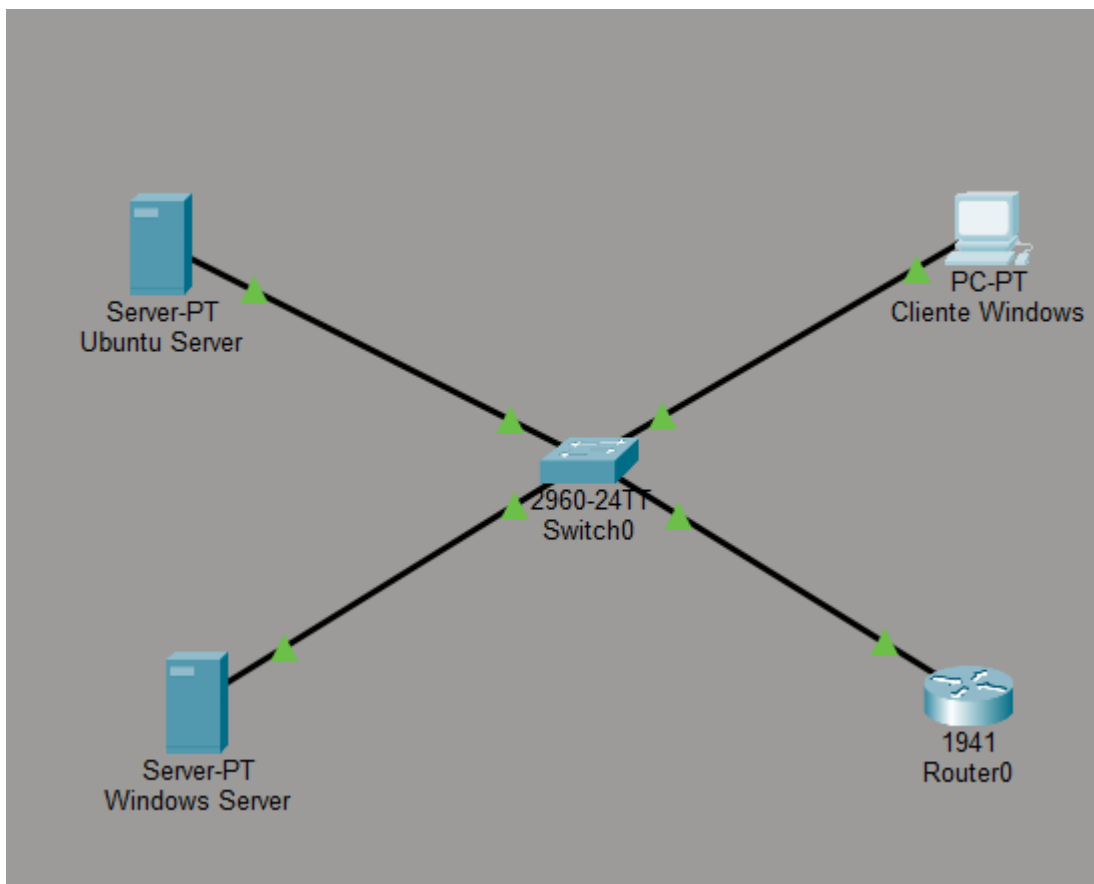 Server-PT
Ubuntu Server
PC-PT
Cliente Windows
2960-24TT
Switch0
Server-PT
Windows Server
1941
Router0